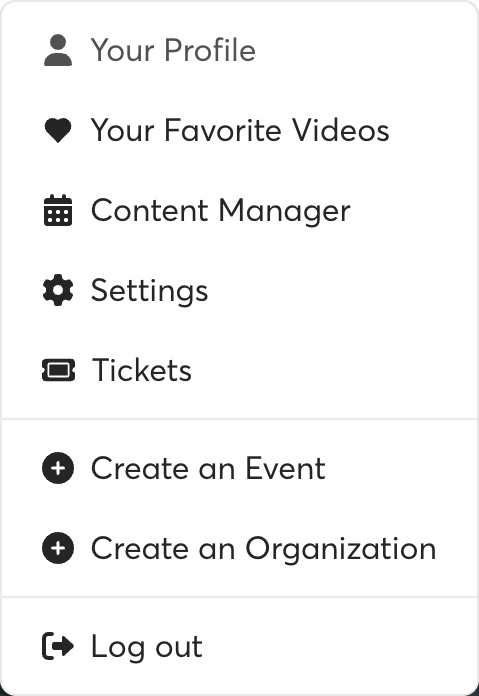 Your Profile
Your Favorite Videos
Content Manager
Settings
Tickets
Create an Event
Create an Organization
Log out